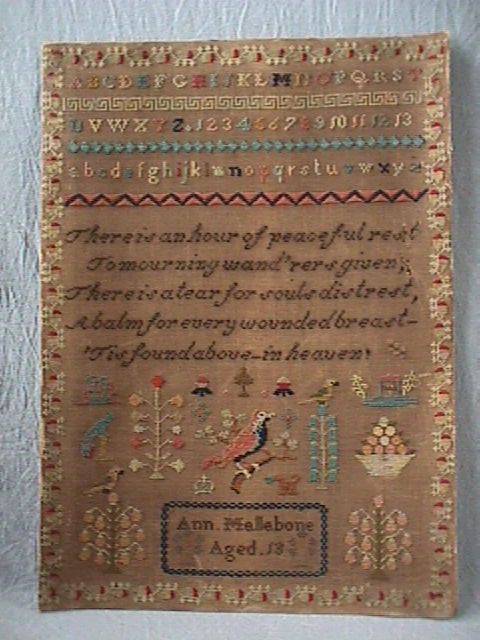 ABCDEFGHIJKLMNOPQRST
UVWXYZ.12345678910111213
abcdefghijklmnopqrstuvwxyz
There is an hour of peaceful rest
To mourning wand'rers given;
There is a tear for souls distrest,
A balm for every wounded breast-
'Tis found above-in heaven!
Ann. Mellebone
Aged. 13